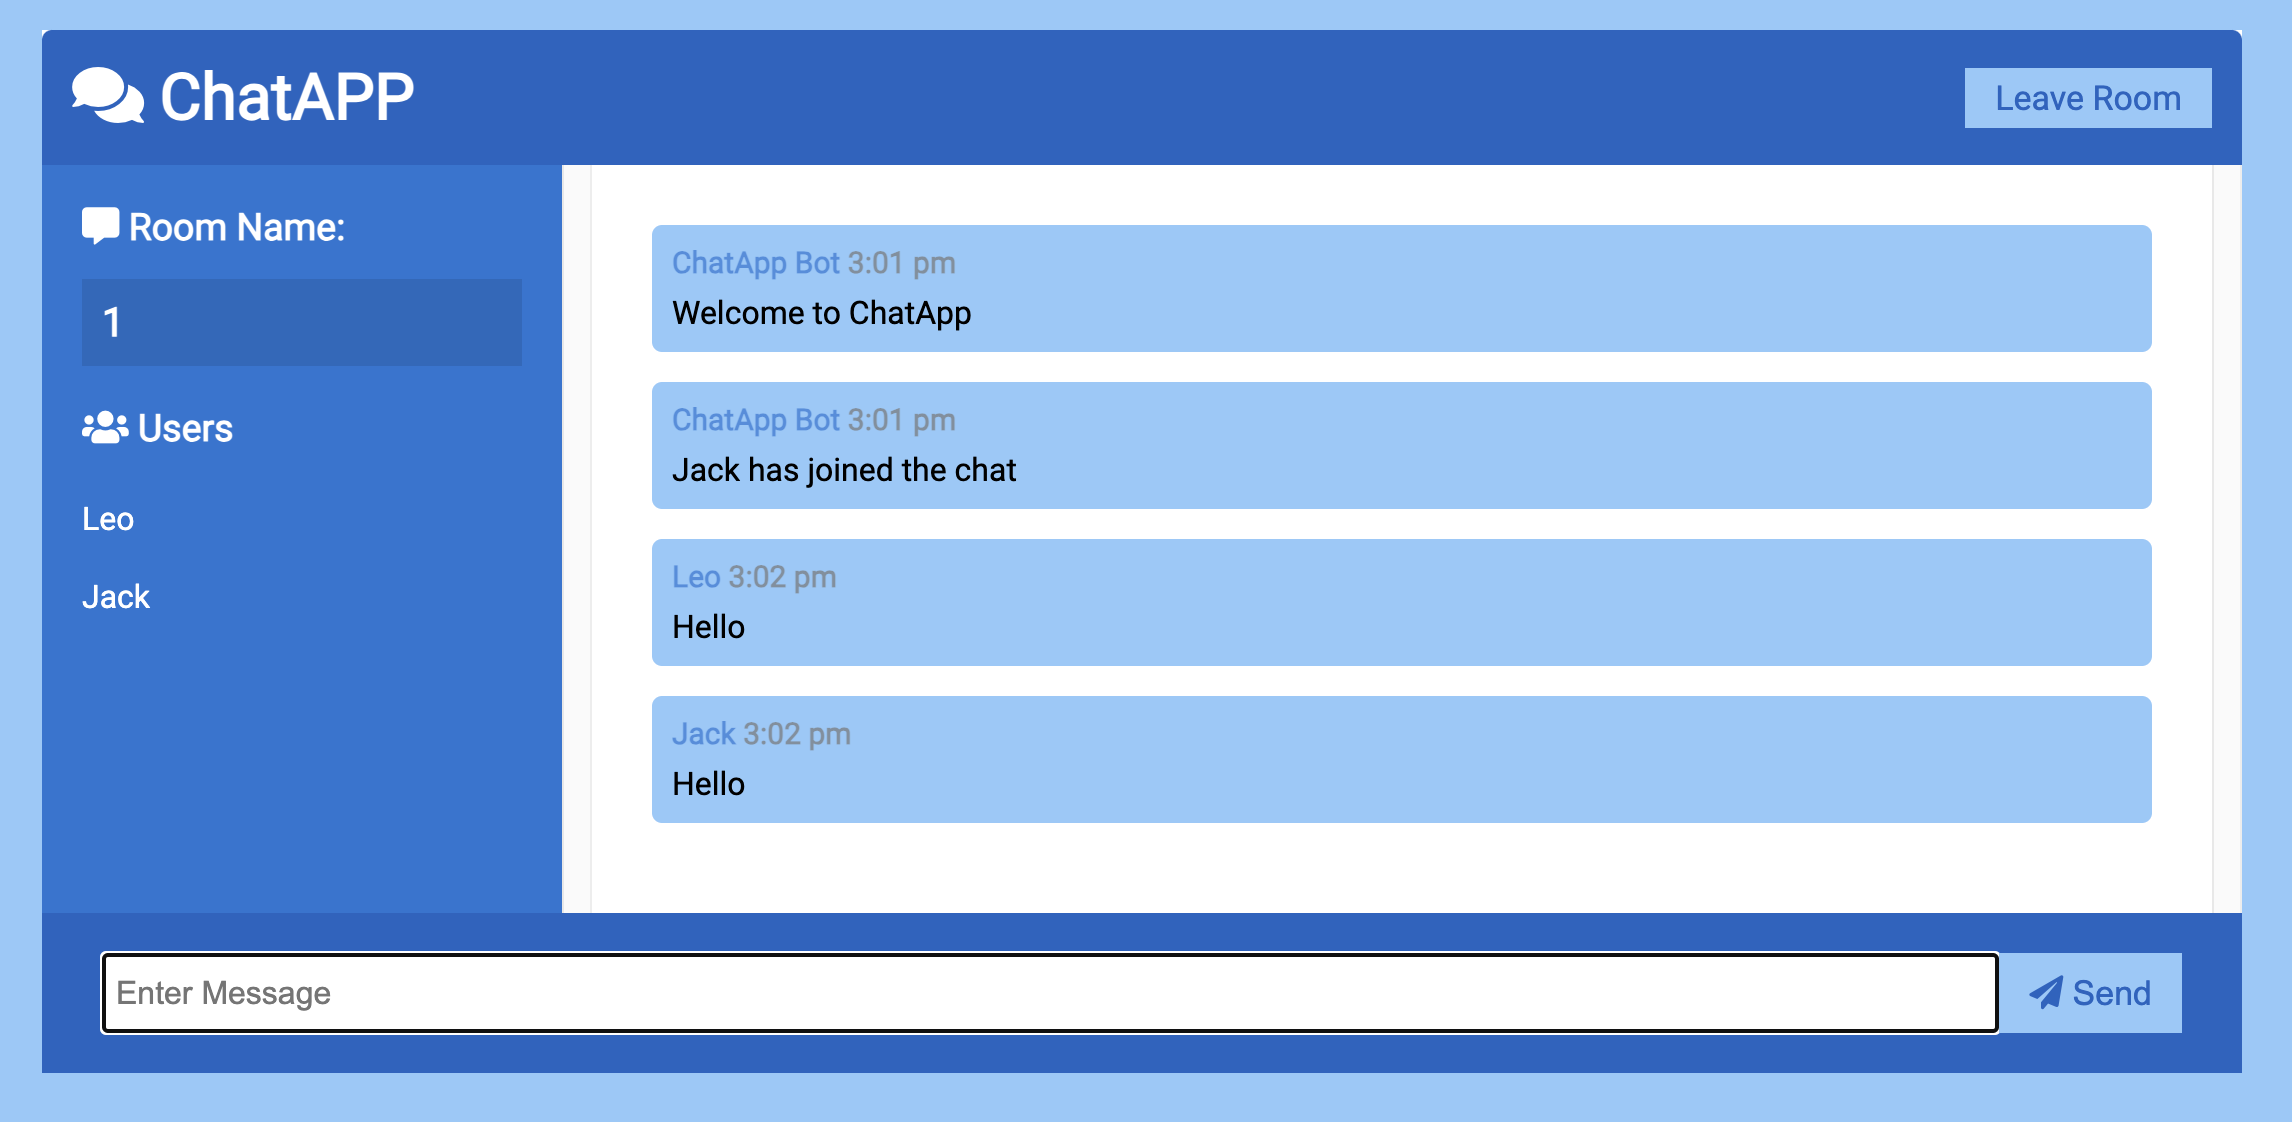 ChatAPP
Leave Room
Room Name:
1
Users
Leo
Jack
ChatApp Bot 3:01 pm
Welcome to ChatApp
ChatApp Bot 3:01 pm
Jack has joined the chat
Leo 3:02 pm
Hello
Jack 3:02 pm
Hello
Enter Message
Send